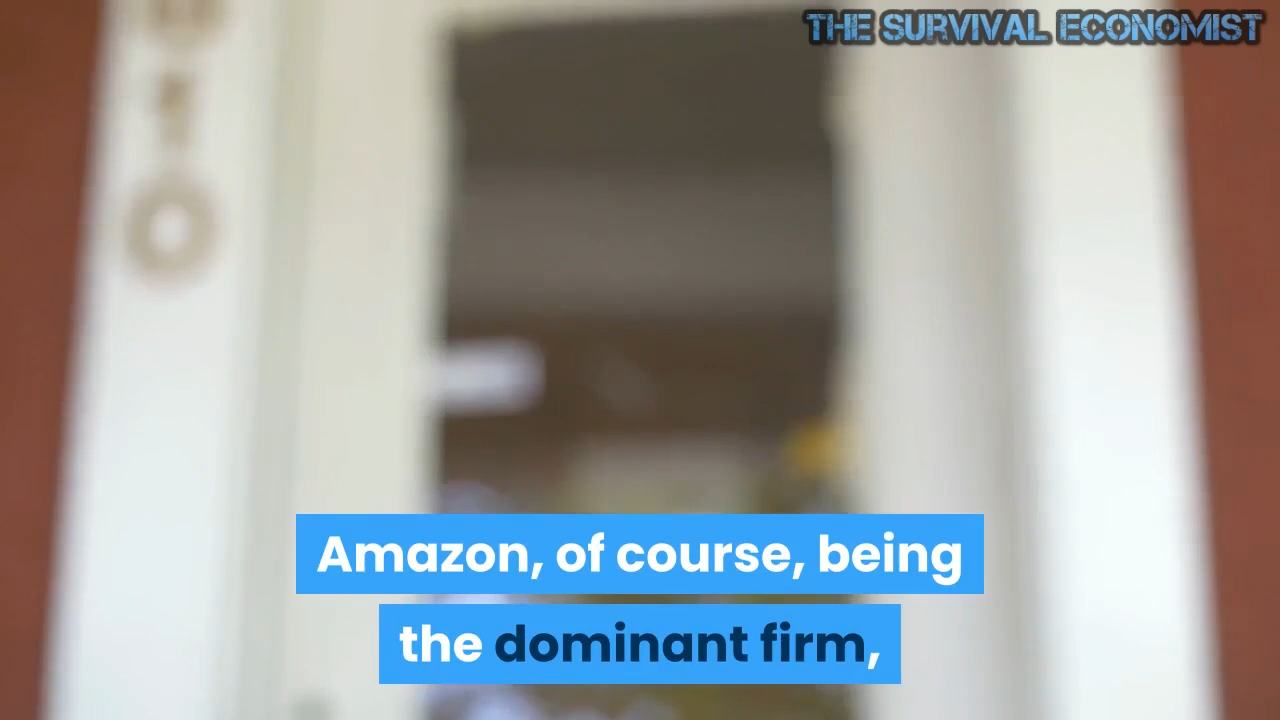 THE SURVIVAL ECONOMIST
Amazon, of course, being
the dominant firm,